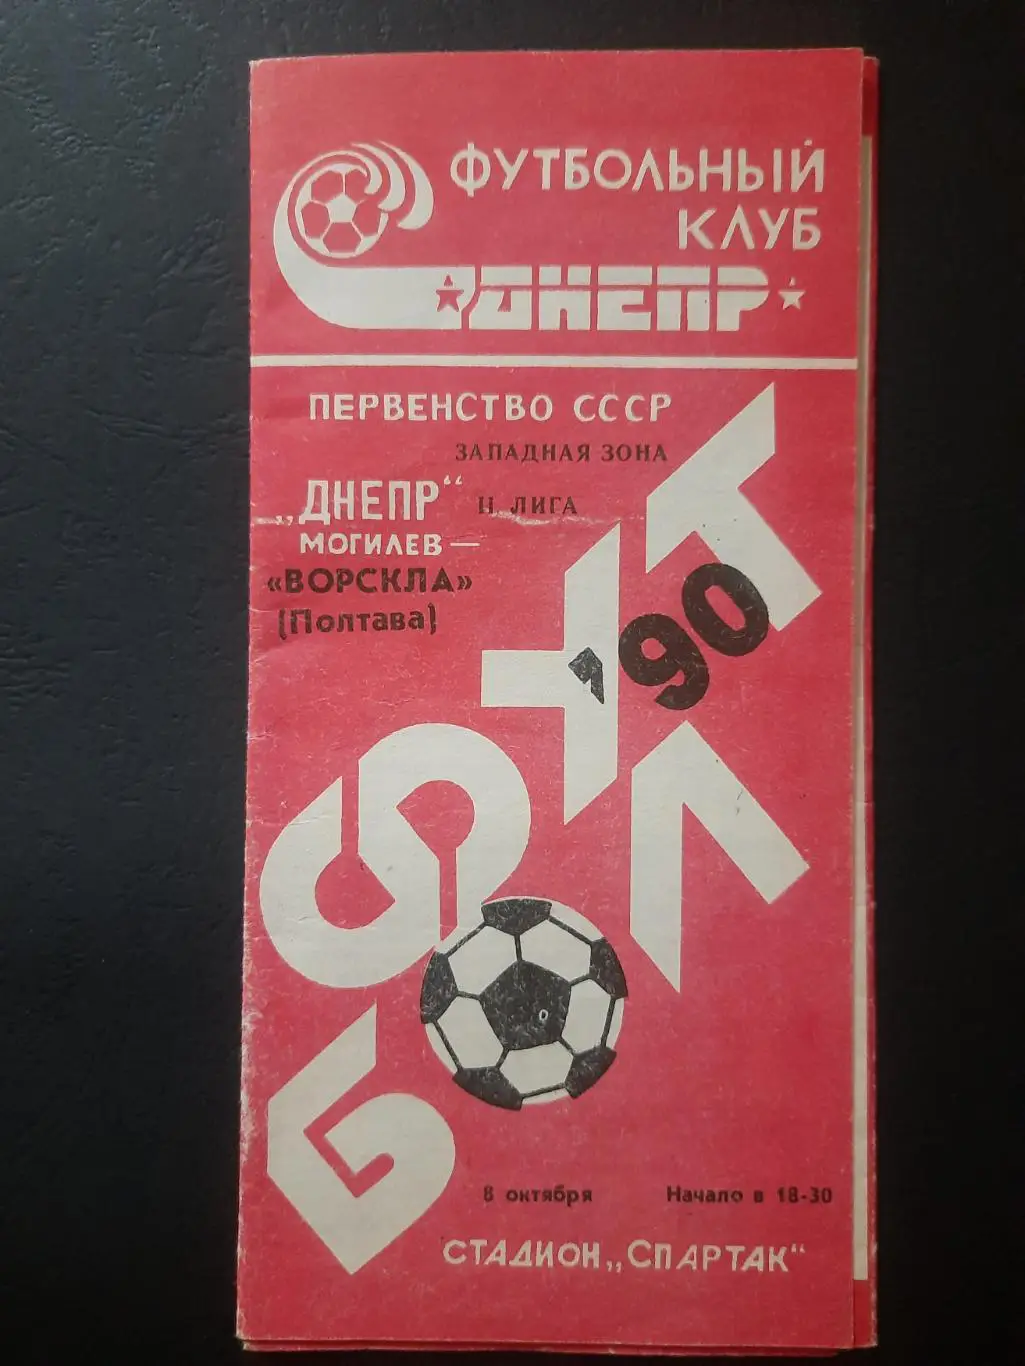 ФУТБОЛЬНЫЙ
КЛУБ
ДНЕПР
ПЕРВЕНСТВО СССР
ЗАПАДНАЯ ЗОНА
„ДНЕПР“ II ЛИГА
МОГИЛЕВ —
«ВОРСКЛА»
(Полтава)
'90
8 октября Начало в 18-30
СТАДИОН „СПАРТАК“